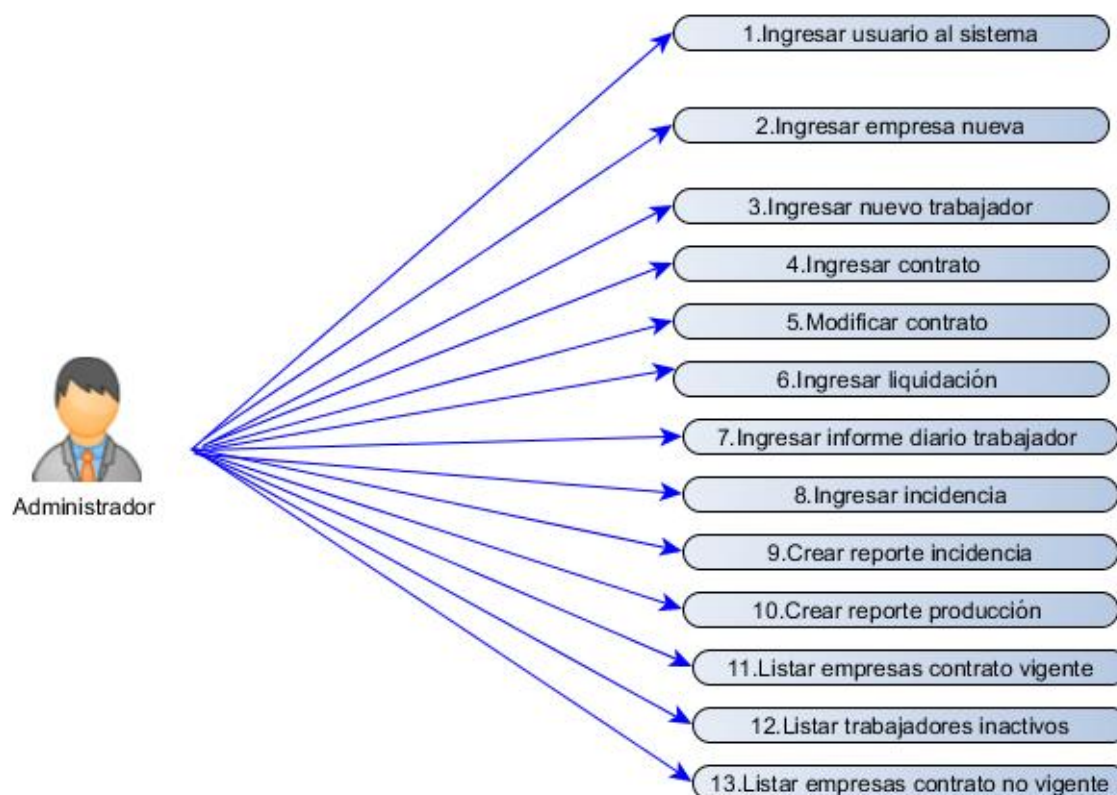 1.Ingresar usuario al sistema
2.Ingresar empresa nueva
3.Ingresar nuevo trabajador
4.Ingresar contrato
5.Modificar contrato
6.Ingresar liquidación
7.Ingresar informe diario trabajador
Administrador
8.Ingresar incidencia
9.Crear reporte incidencia
10.Crear reporte producción
11.Listar empresas contrato vigente
12.Listar trabajadores inactivos
13.Listar empresas contrato no vigente